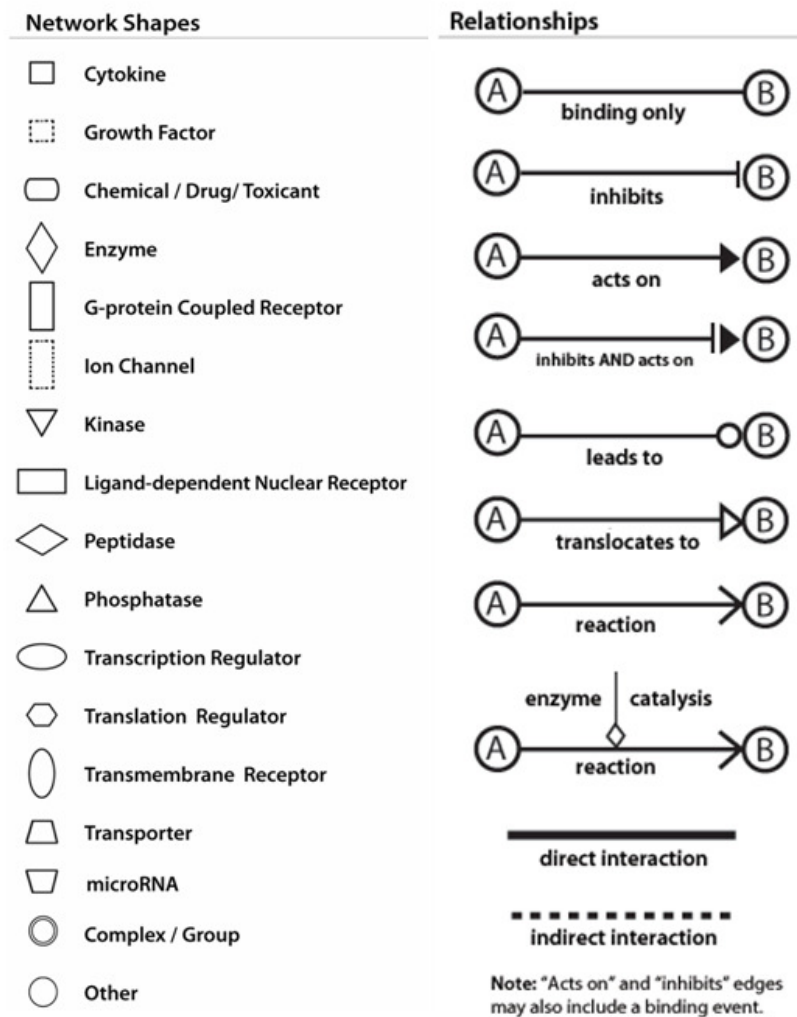 Network Shapes
Cytokine
Growth Factor
Chemical / Drug/ Toxicant
Enzyme
G-protein Coupled Receptor
Ion Channel
Kinase
Ligand-dependent Nuclear Receptor
Peptidase
Phosphatase
Transcription Regulator
Translation Regulator
Transmembrane Receptor
Transporter
microRNA
Complex / Group
Other
Relationships
A B
binding only
A B
inhibits
A B
acts on
A B
inhibits AND acts on
A B
leads to
A B
translocates to
A B
reaction
enzyme catalysis
A B
reaction
direct interaction
indirect interaction
Note: "Acts on" and "inhibits" edges
may also include a binding event.